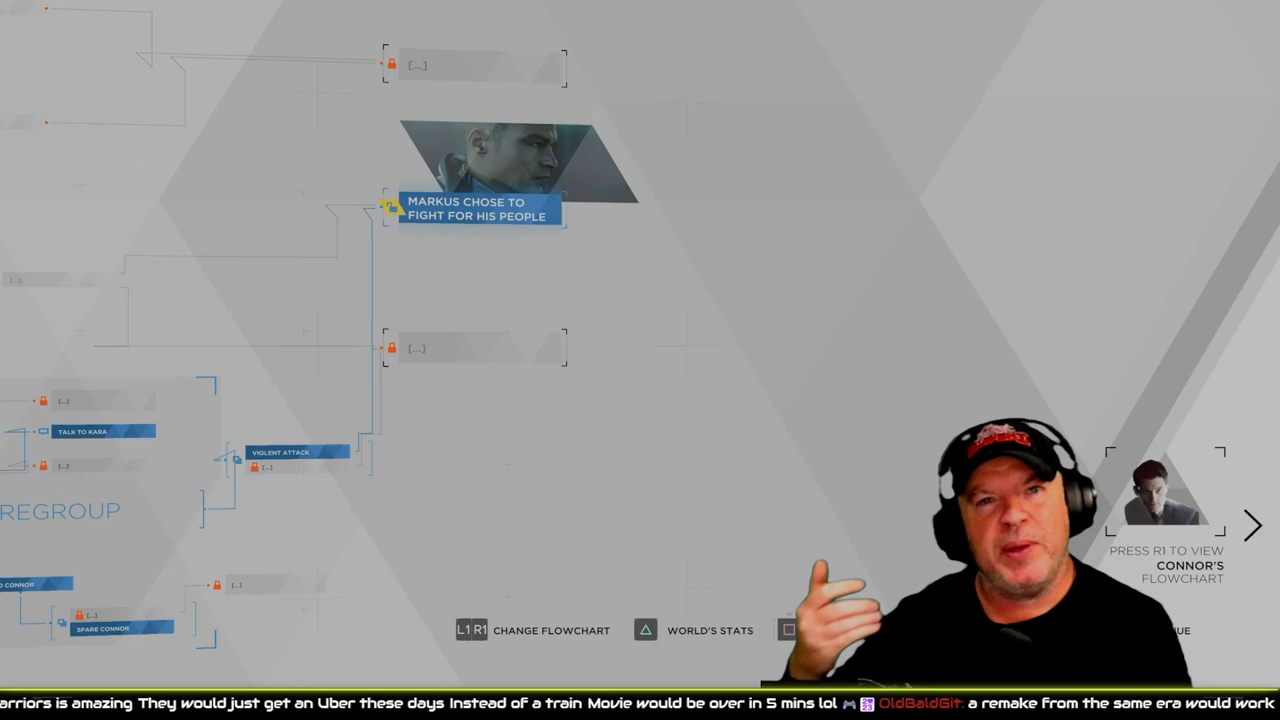 [...]
MARKUS CHOSE TO
FIGHT FOR HIS PEOPLE
[...]
[...]
[...]
TALK TO KARA
[...]
VIOLENT ATTACK
[...]
REGROUP
PRESS R1 TO VIEW
CONNOR'S
FLOWCHART
O CONNOR
[...]
[...]
SPARE CONNOR
L1 R1 CHANGE FLOWCHART
WORLD'S STATS
arriors is amazing They would just get an Uber these days Instead of a train Movie would be over in 5 mins lol OldBaldGit: a remake from the same era would work